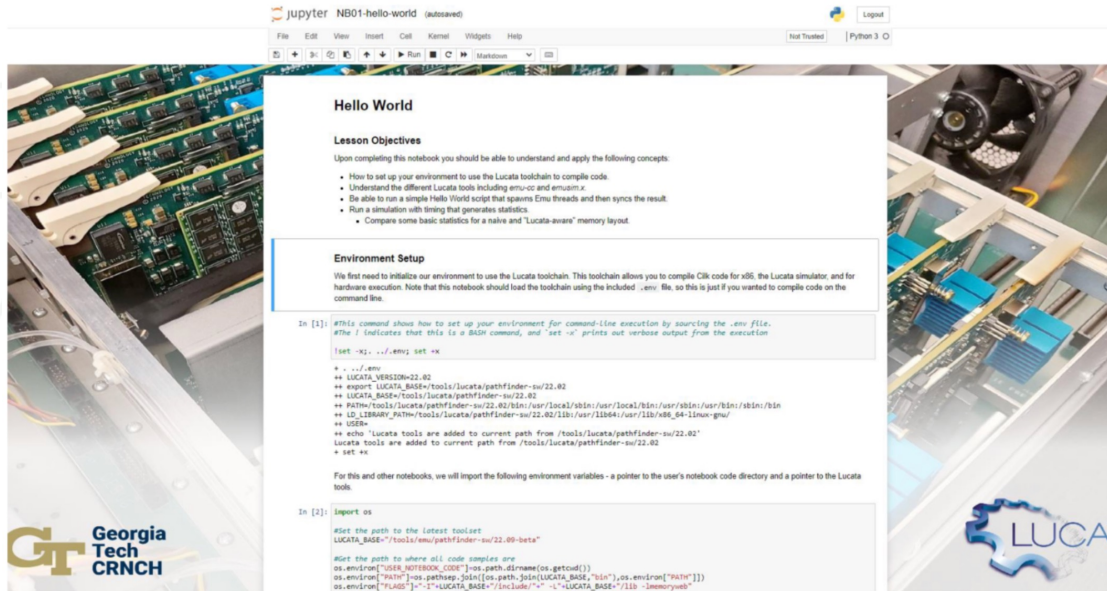 jupyter NB01-hello-world (autosaved)
Logout
File Edit View Insert Cell Kernel Widgets Help
Not Trusted
Python 3
Run
Markdown
Hello World
Lesson Objectives
Upon completing this notebook you should be able to understand and apply the following concepts:
How to set up your environment to use the Lucata toolchain to compile code.
Understand the different Lucata tools including emu-cc and emusim.x.
Be able to run a simple Hello World script that spawns Emu threads and then syncs the result.
Run a simulation with timing that generates statistics.
Compare some basic statistics for a naive and "Lucata-aware" memory layout.
Environment Setup
We first need to initialize our environment to use the Lucata toolchain. This toolchain allows you to compile Cilk code for x86, the Lucata simulator, and for
hardware execution. Note that this notebook should load the toolchain using the included .env file, so this is just if you wanted to compile code on the
command line.
In [1]: #This command shows how to set up your environment for command-line execution by sourcing the .env file.
#The ! indicates that this is a BASH command, and `set -x` prints out verbose output from the execution
!set -x;. ../.env; set +x
+ . ../.env
++ LUCATA_VERSION=22.02
++ export LUCATA_BASE=/tools/lucata/pathfinder-sw/22.02
++ LUCATA_BASE=/tools/lucata/pathfinder-sw/22.02
++ PATH=/tools/lucata/pathfinder-sw/22.02/bin:/usr/local/sbin:/usr/local/bin:/usr/sbin:/usr/bin:/sbin:/bin
++ LD_LIBRARY_PATH=/tools/lucata/pathfinder-sw/22.02/lib:/usr/lib64:/usr/lib/x86_64-linux-gnu/
++ USER=
++ echo 'Lucata tools are added to current path from /tools/lucata/pathfinder-sw/22.02'
Lucata tools are added to current path from /tools/lucata/pathfinder-sw/22.02
+ set +x
For this and other notebooks, we will import the following environment variables - a pointer to the user's notebook code directory and a pointer to the Lucata
tools.
In [2]: import os
#Set the path to the latest toolset
LUCATA_BASE="/tools/emu/pathfinder-sw/22.09-beta"
#Get the path to where all code samples are
os.environ["USER_NOTEBOOK_CODE"]=os.path.dirname(os.getcwd())
os.environ["PATH"]=os.pathsep.join([os.path.join(LUCATA_BASE,"bin"),os.environ["PATH"]])
os.environ["FLAGS"]="-I"+LUCATA_BASE+"/include/"+" -L"+LUCATA_BASE+"/lib -lmemoryweb"
GT
Georgia
Tech
CRNCH
LUCA